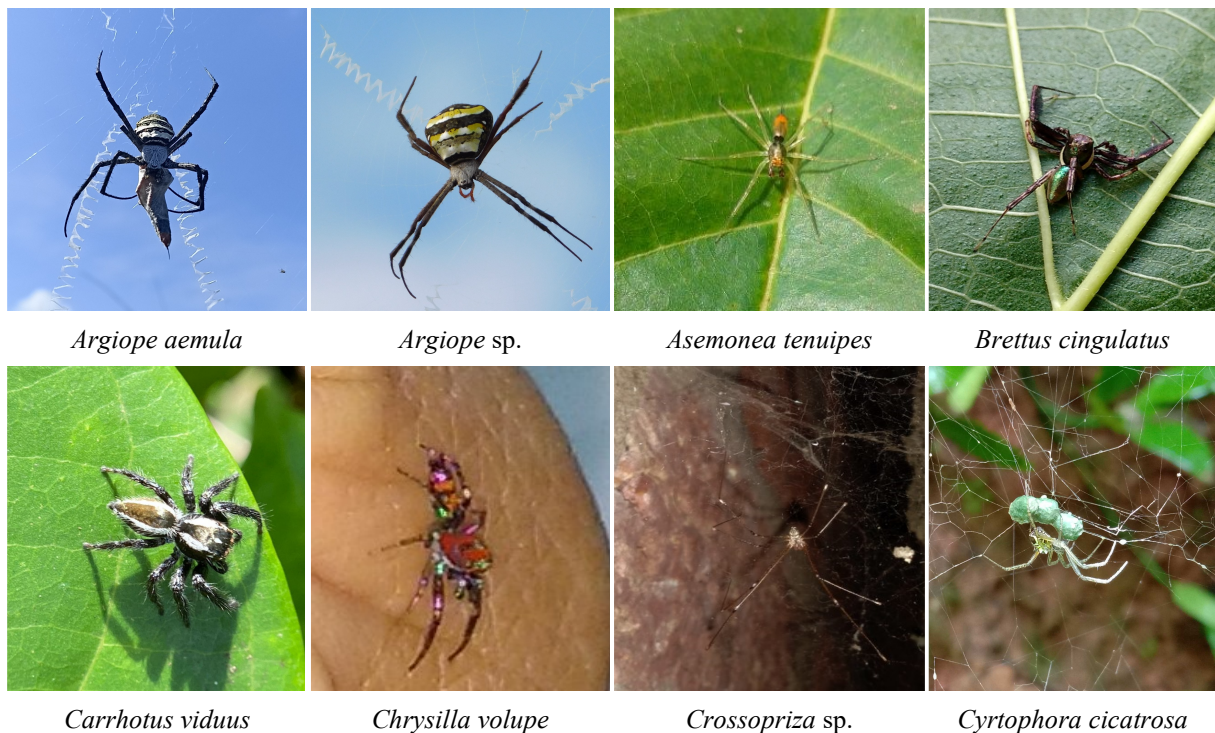 Argiope aemula
Argiope sp.
Asemonea tenuipes
Brettus cingulatus
Carrhotus viduus
Chrysilla volupe
Crossopriza sp.
Cyrtophora cicatrosa